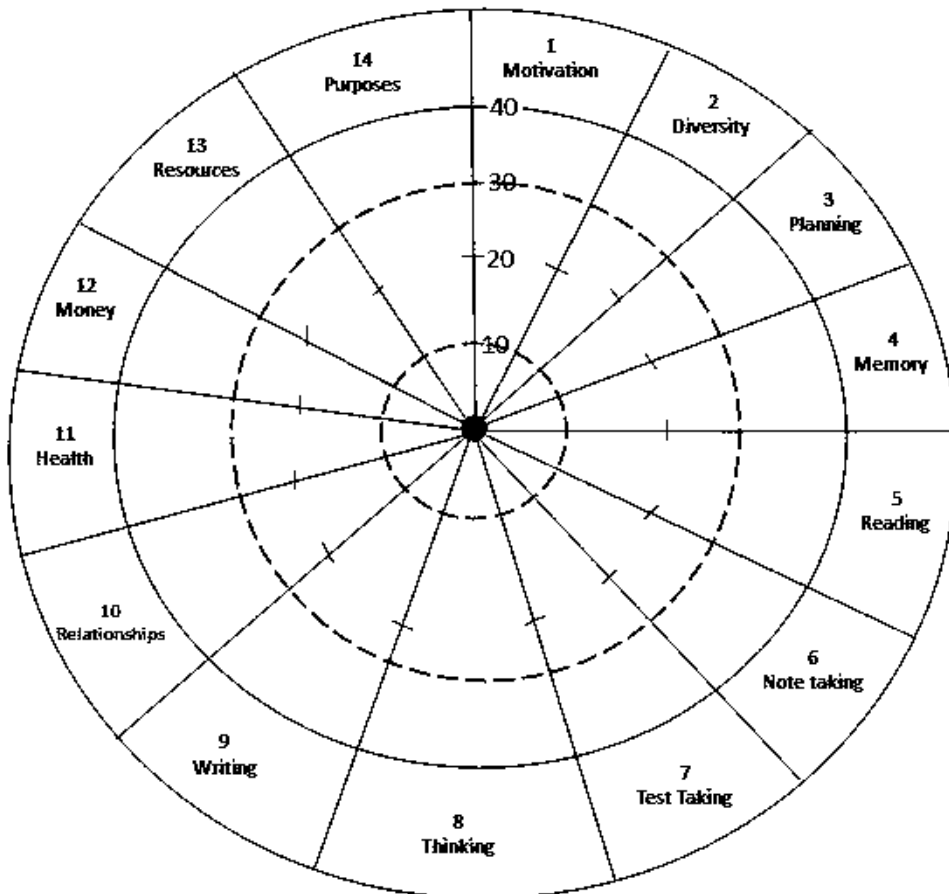 1
Motivation
2
Diversity
3
Planning
4
Memory
5
Reading
6
Note taking
7
Test Taking
8
Thinking
9
Writing
10
Relationships
11
Health
12
Money
13
Resources
14
Purposes
40
30
20
10